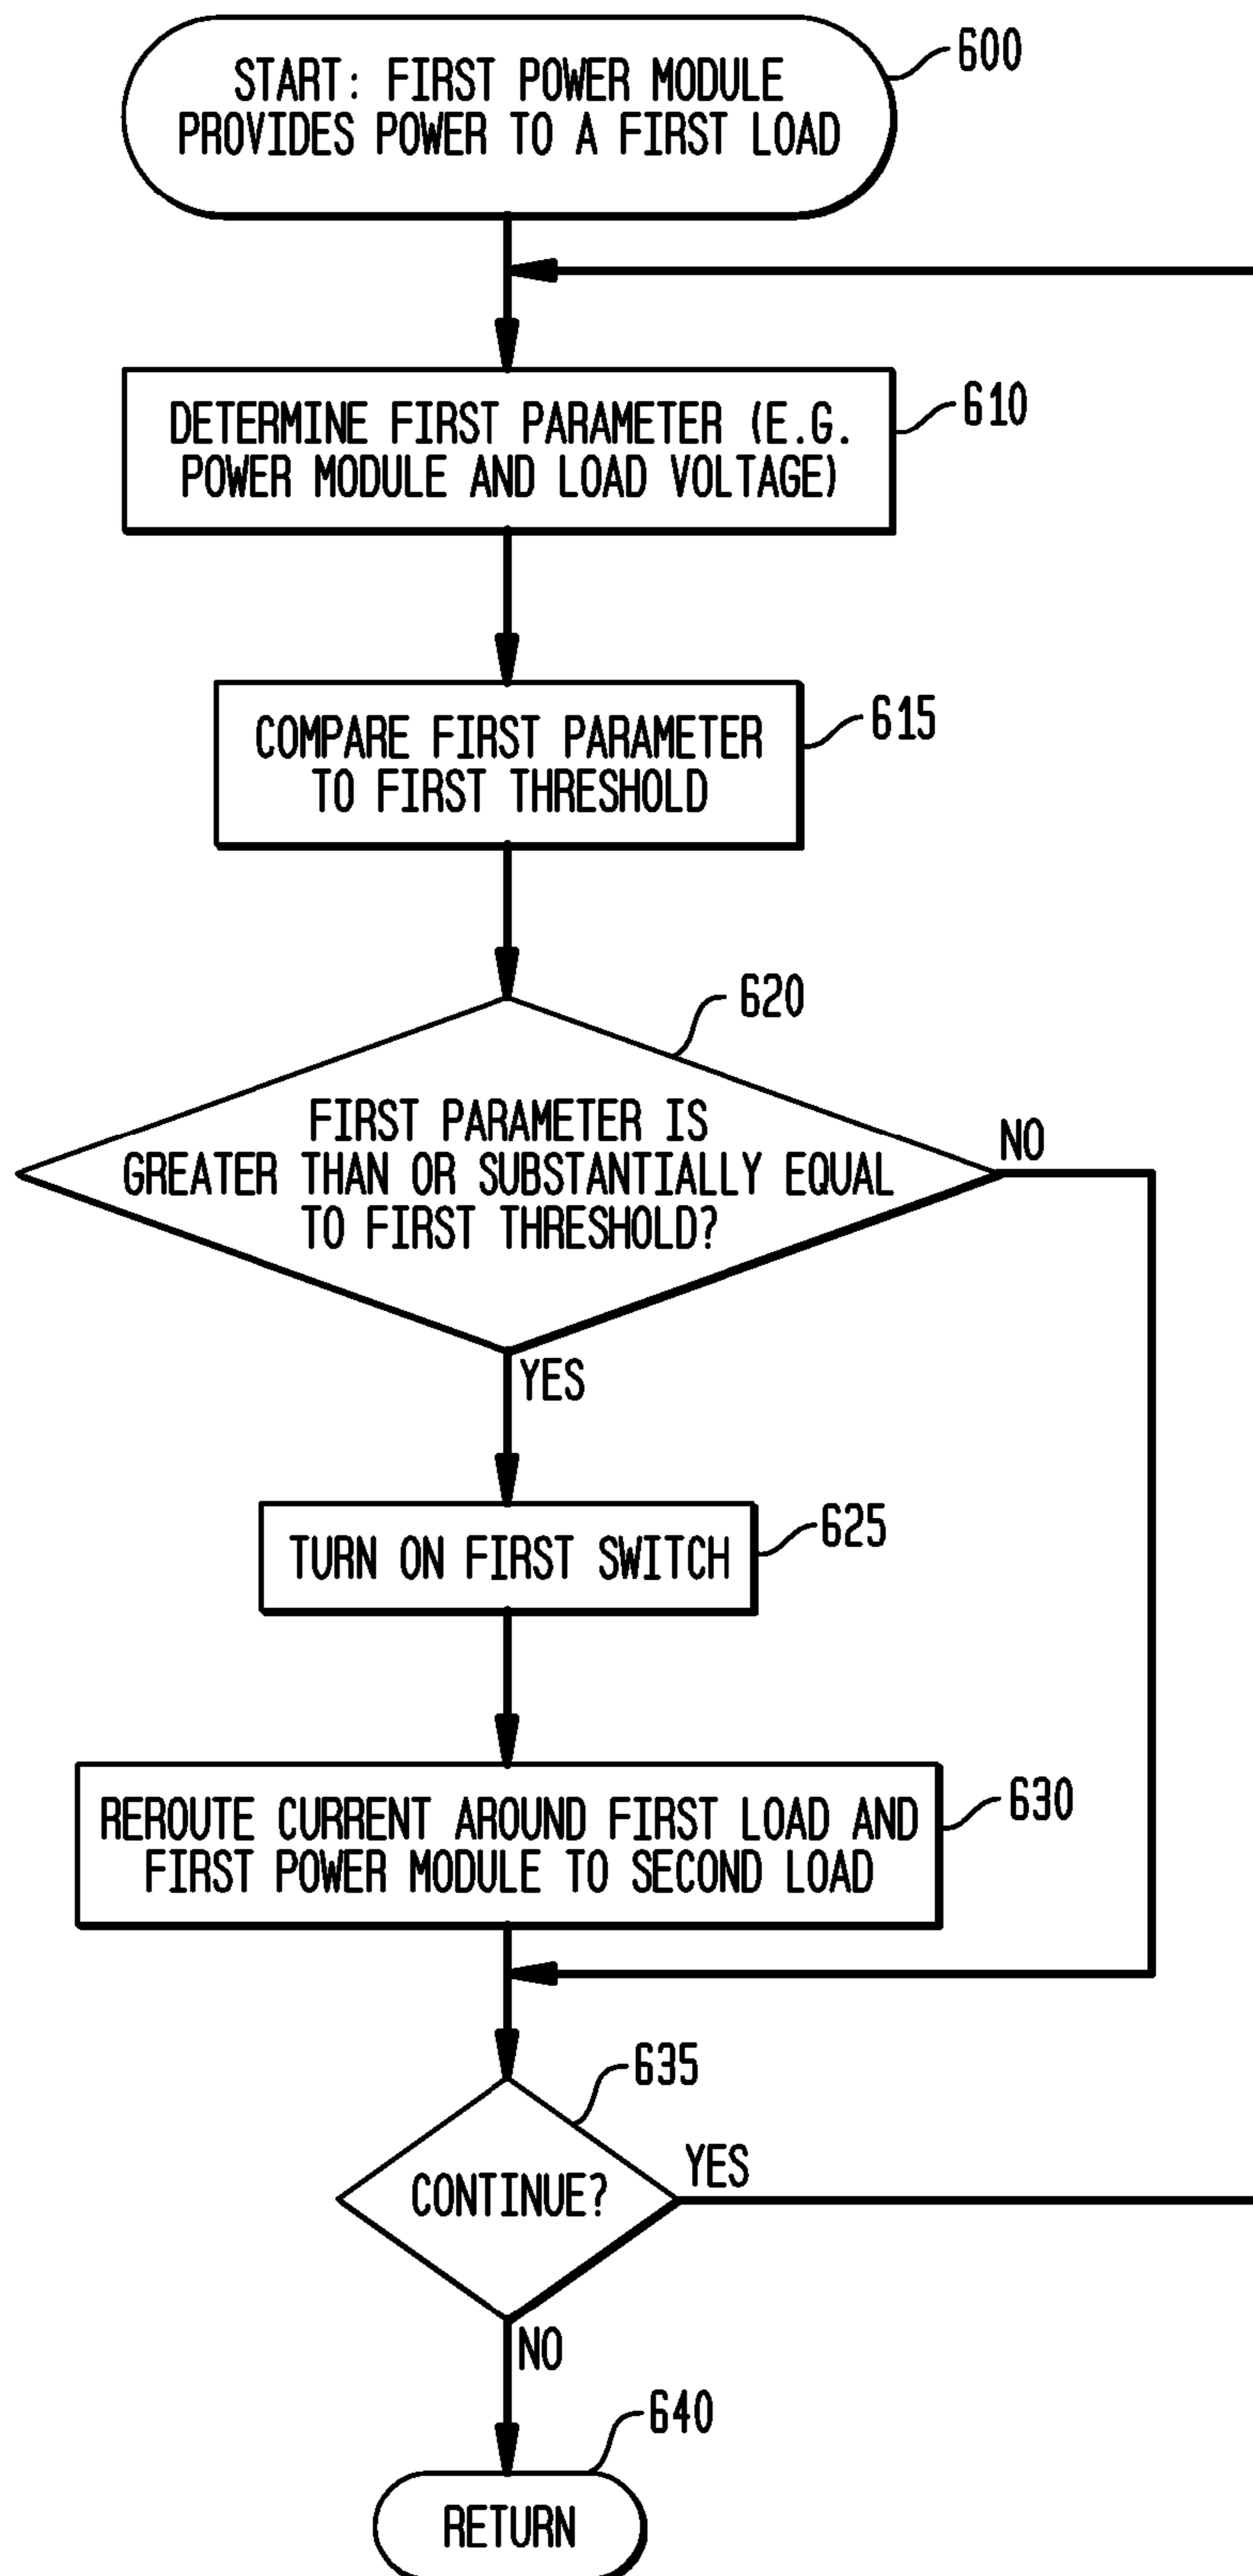 START: FIRST POWER MODULE
PROVIDES POWER TO A FIRST LOAD
600
DETERMINE FIRST PARAMETER (E.G.
POWER MODULE AND LOAD VOLTAGE)
610
COMPARE FIRST PARAMETER
TO FIRST THRESHOLD
615
620
FIRST PARAMETER IS
GREATER THAN OR SUBSTANTIALLY EQUAL
TO FIRST THRESHOLD?
NO
YES
TURN ON FIRST SWITCH
625
REROUTE CURRENT AROUND FIRST LOAD AND
FIRST POWER MODULE TO SECOND LOAD
630
635
CONTINUE?
YES
NO
640
RETURN